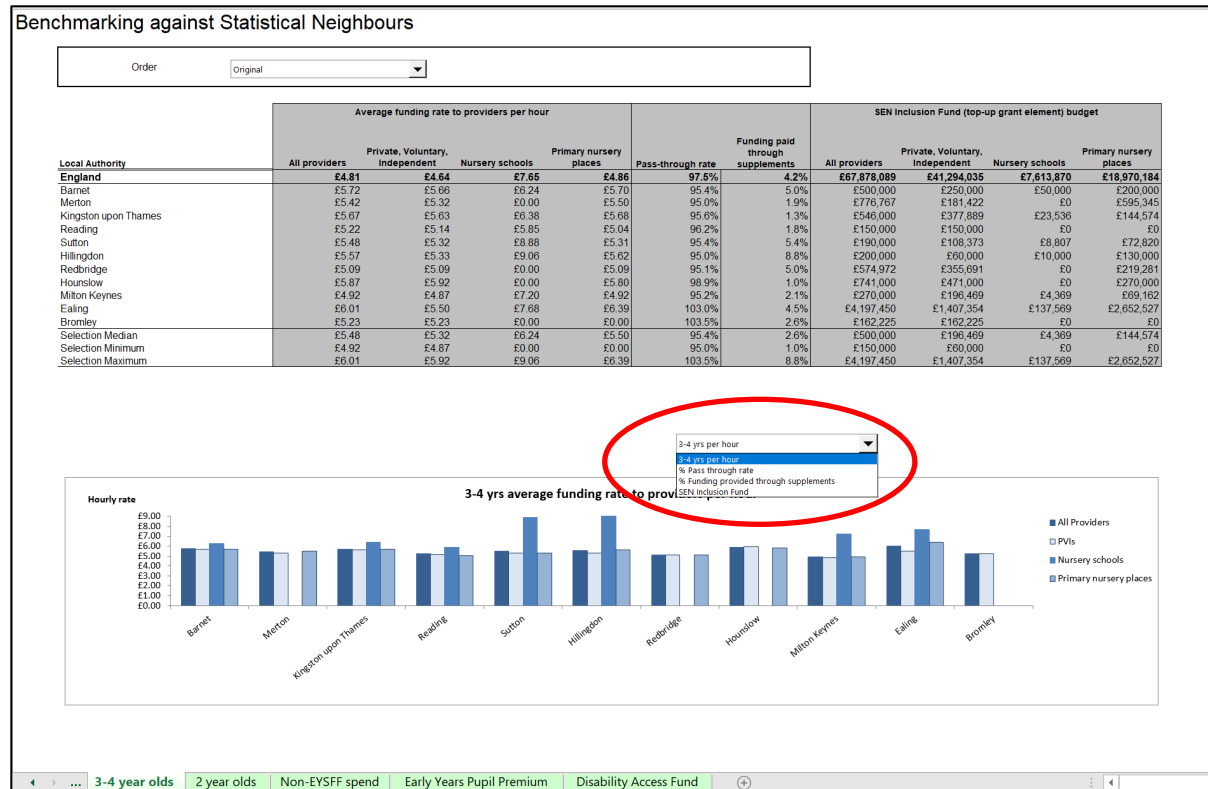 Benchmarking against Statistical Neighbours
Order Original
Average funding rate to providers per hour SEN Inclusion Fund (top-up grant element) budget
Local Authority All providers Private, Voluntary, Independent Nursery schools Primary nursery places Pass-through rate Funding paid through supplements All providers Private, Voluntary, Independent Nursery schools Primary nursery places
England £4.81 £4.64 £7.65 £4.86 97.5% 4.2% £67,878,089 £41,294,035 £7,613,870 £18,970,184
Barnet £5.72 £5.66 £6.24 £5.70 95.4% 5.0% £500,000 £250,000 £50,000 £200,000
Merton £5.42 £5.32 £0.00 £5.50 95.0% 1.9% £776,767 £181,422 £0 £595,345
Kingston upon Thames £5.67 £5.63 £6.38 £5.68 95.6% 1.3% £546,000 £377,889 £23,536 £144,574
Reading £5.22 £5.14 £5.85 £5.04 96.2% 1.8% £150,000 £150,000 £0 £0
Sutton £5.48 £5.32 £8.88 £5.31 95.4% 5.4% £190,000 £108,373 £8,807 £72,820
Hillingdon £5.57 £5.33 £9.06 £5.62 95.0% 8.8% £200,000 £60,000 £10,000 £130,000
Redbridge £5.09 £5.09 £0.00 £5.09 95.1% 5.0% £574,972 £355,691 £0 £219,281
Hounslow £5.87 £5.92 £0.00 £5.80 98.9% 1.0% £741,000 £471,000 £0 £270,000
Milton Keynes £4.92 £4.87 £7.20 £4.92 95.2% 2.1% £270,000 £196,469 £4,369 £69,162
Ealing £6.01 £5.50 £7.68 £6.39 103.0% 4.5% £4,197,450 £1,407,354 £137,569 £2,652,527
Bromley £5.23 £5.23 £0.00 £0.00 103.5% 2.6% £162,225 £162,225 £0 £0
Selection Median £5.48 £5.32 £6.24 £5.50 95.4% 2.6% £500,000 £196,469 £4,369 £144,574
Selection Minimum £4.92 £4.87 £0.00 £0.00 95.0% 1.0% £150,000 £60,000 £0 £0
Selection Maximum £6.01 £5.92 £9.06 £6.39 103.5% 8.8% £4,197,450 £1,407,354 £137,569 £2,652,527
3-4 yrs per hour
3-4 yrs per hour
% Pass through rate
% Funding provided through supplements
SEN Inclusion Fund
3-4 yrs average funding rate to providers per hour
Hourly rate
£9.00
£8.00
£7.00
£6.00
£5.00
£4.00
£3.00
£2.00
£1.00
£0.00
All Providers
PVIs
Nursery schools
Primary nursery places
Barnet Merton Kingston upon Thames Reading Sutton Hillingdon Redbridge Hounslow Milton Keynes Ealing Bromley
... 3-4 year olds 2 year olds Non-EYSFF spend Early Years Pupil Premium Disability Access Fund